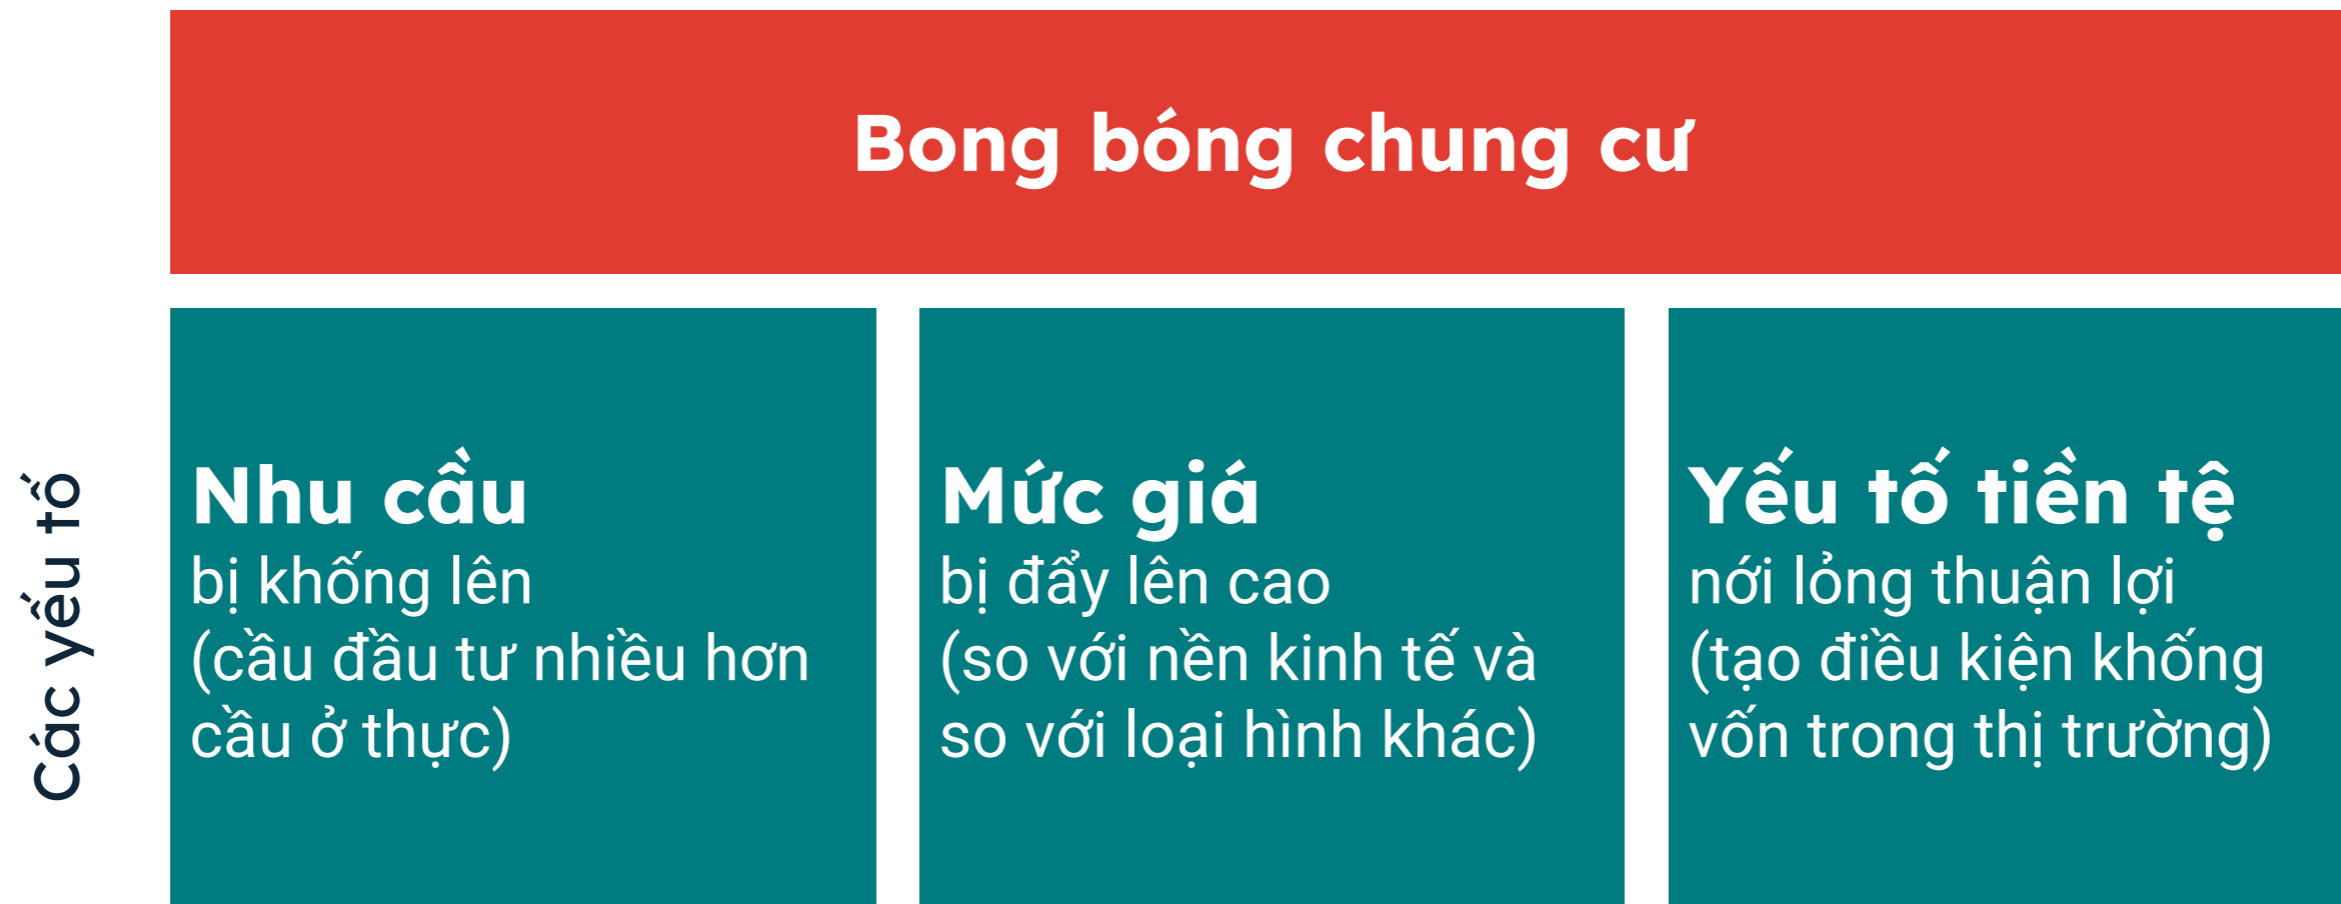 Bong bóng chung cư
Các yếu tố
Nhu cầu
bị khống lên
(cầu đầu tư nhiều hơn
cầu ở thực)
Mức giá
bị đẩy lên cao
(so với nền kinh tế và
so với loại hình khác)
Yếu tố tiền tệ
nới lỏng thuận lợi
(tạo điều kiện khống
vốn trong thị trường)